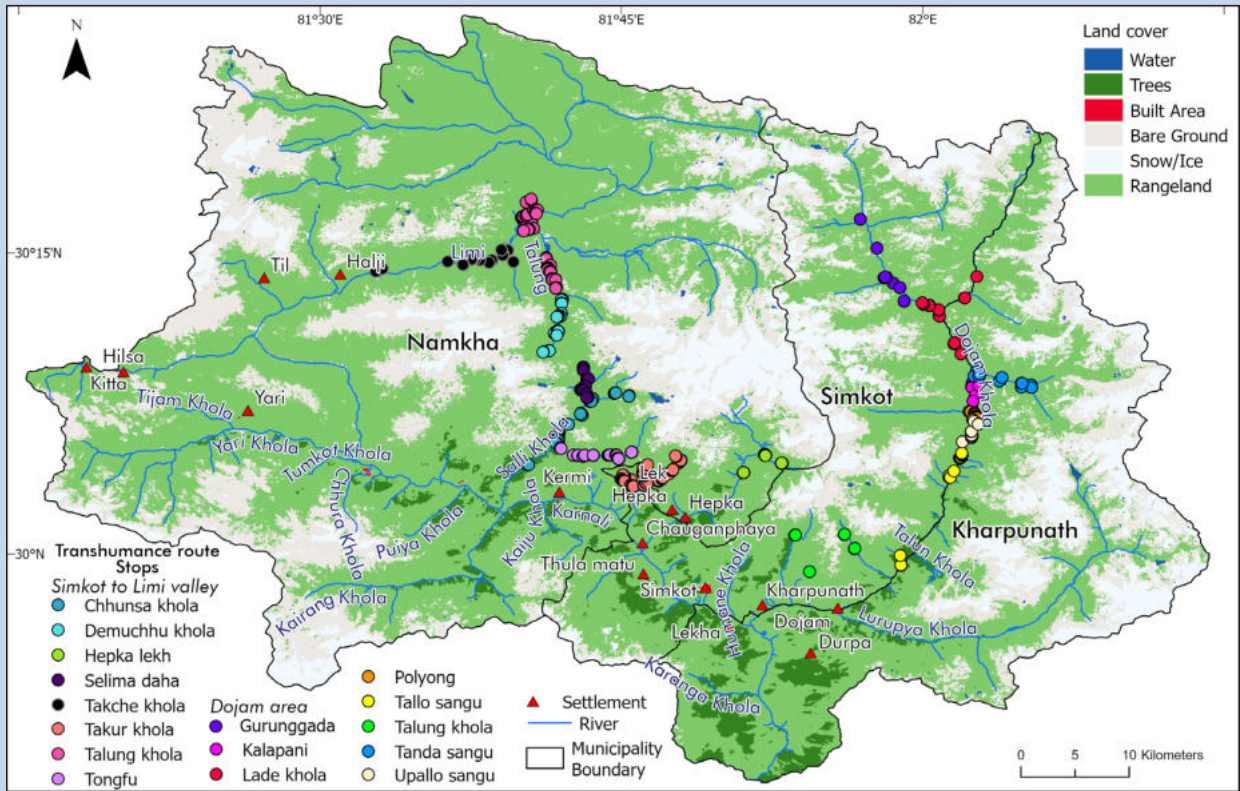 81°30'E
81°45'E
82°E
N
Land cover
Water
Trees
Built Area
Bare Ground
Snow/Ice
Rangeland
30°15'N
30°N
Limi
Talung
Til
Halji
Namkha
Hilsa
Kitta
Yari
Tijam Khola
Yari Khola
Tumkot Khola
Chhura Khola
Salli Khola
Puiya Khola
Kaiju Khola
Kairang Khola
Kermi
Karnali
Lek
Hepka
Hepka
Chauganphaya
Thula matu
Simkot
Lekha
Kharpunath
Dojam
Durpa
Karanga Khola
Lurupya Khola
Talun Khola
Dojam Khola
Simkot
Kharpunath
Transhumance route
Stops
Simkot to Limi valley
Chhunsa khola
Demuchhu khola
Hepka lekh
Selima daha
Takche khola
Takur khola
Talung khola
Tongfu
Dojam area
Gurunggada
Kalapani
Lade khola
Polyong
Tallo sangu
Talung khola
Tanda sangu
Upallo sangu
Settlement
River
Municipality
Boundary
0 5 10 Kilometers